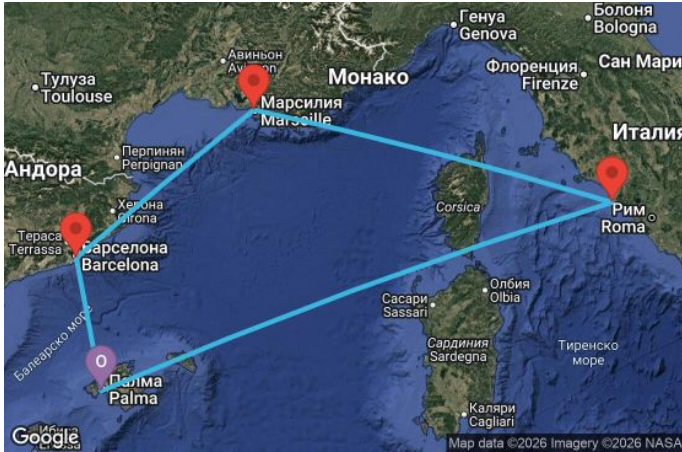 Генуа
Genova
Болоня
Bologna
Авиньон
Тулуза
Toulouse
Монако
Флоренция
Firenze
Сан Мари
Марсилия
Marseille
Италия
Перпинян
Perpignan
Андора
Херона
Girona
Corsica
Рим
Roma
Тераса
Terrassa
Барселона
Barcelona
Олбия
Olbia
Сасари
Sassari
Балеарско море
Сардиния
Sardegna
Тиренско
море
O
Палма
Palma
Каляри
Cagliari
Google
Map data ©2026 Imagery ©2026 NASA